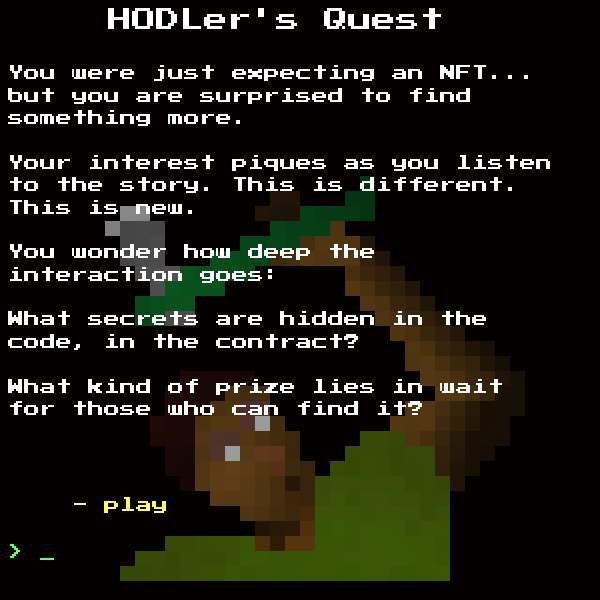 HODLer's Quest
You were just expecting an NFT...
but you are surprised to find
something more.
Your interest piques as you listen
to the story. This is different.
This is new.
You wonder how deep the
interaction goes:
What secrets are hidden in the
code, in the contract?
What kind of prize lies in wait
for those who can find it?
- play
> _